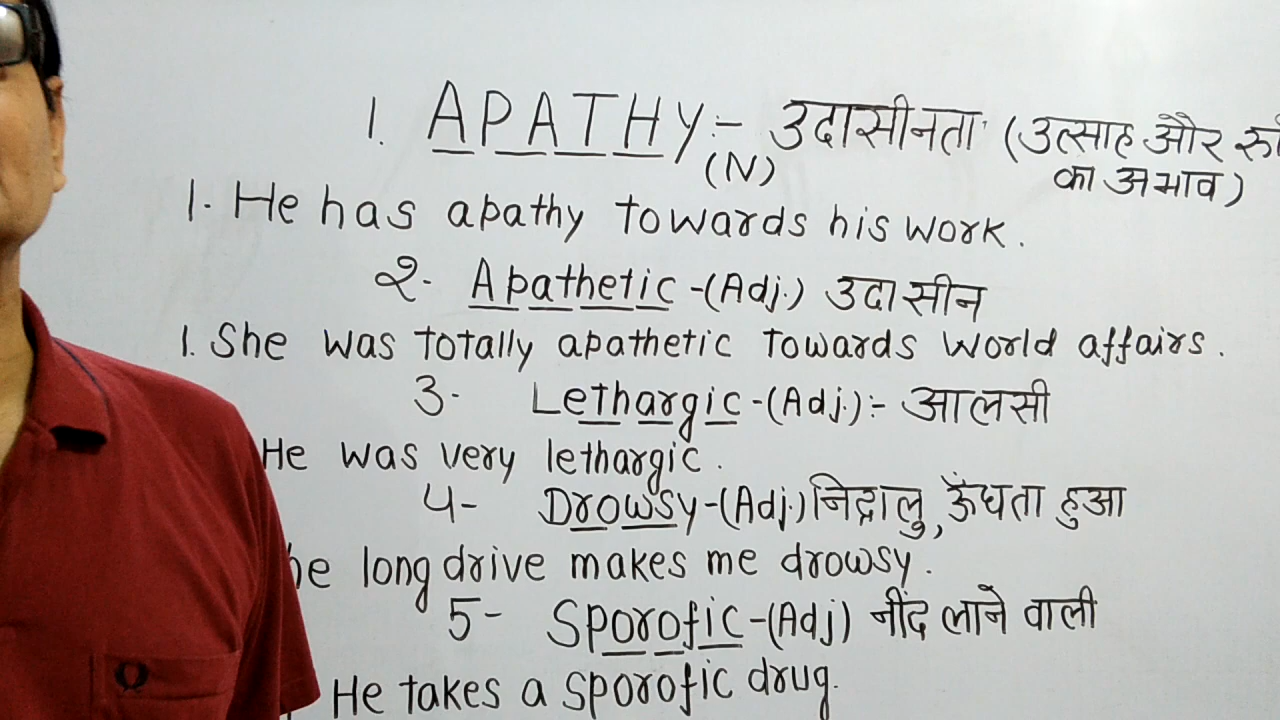 1. APATHY:- उदासीनता (उत्साह और
(N) का अभाव)
1. He has apathy towards his work.
2. Apathetic-(Adj.) उदासीन
1. She was totally apathetic towards world affairs.
3- Lethargic-(Adj.):- आलसी
He was very lethargic.
4- Drowsy-(Adj.) निद्रालु, ऊँघता हुआ
he long drive makes me drowsy.
5- Sporofic-(Adj) नींद लाने वाली
He takes a sporofic drug.